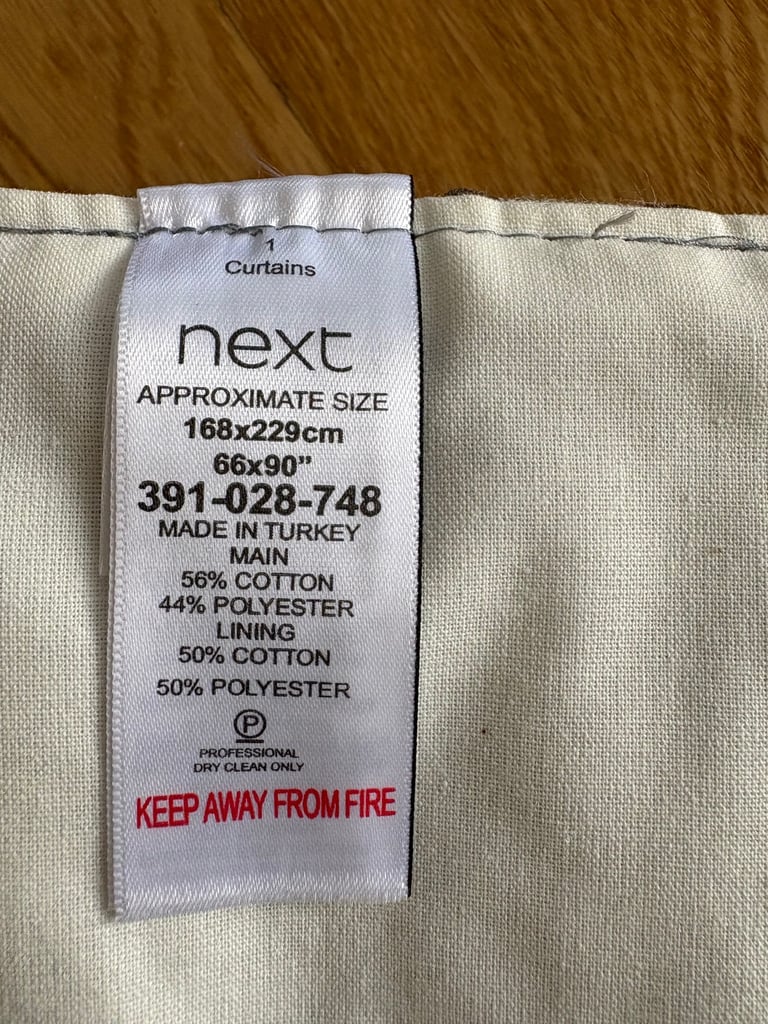 1
Curtains
next
APPROXIMATE SIZE
168x229cm
66x90”
391-028-748
MADE IN TURKEY
MAIN
56% COTTON
44% POLYESTER
LINING
50% COTTON
50% POLYESTER
P
PROFESSIONAL
DRY CLEAN ONLY
KEEP AWAY FROM FIRE